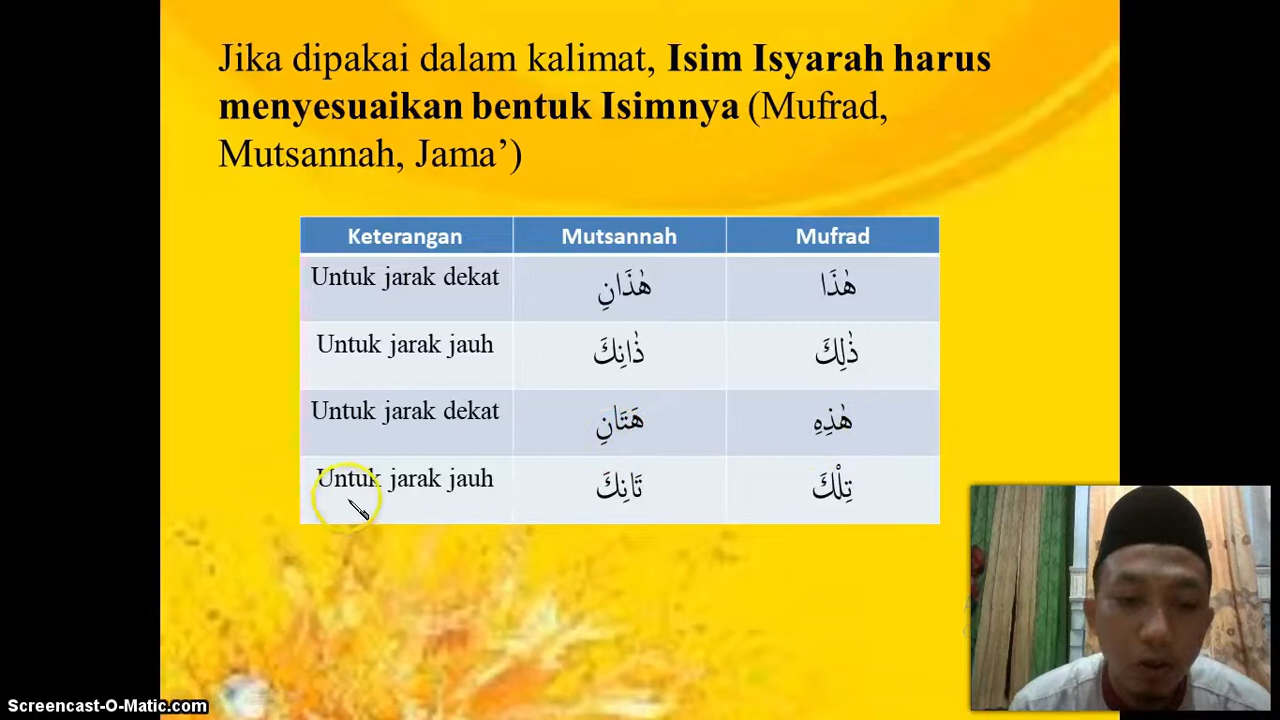 Jika dipakai dalam kalimat, Isim Isyarah harus
menyesuaikan bentuk Isimnya (Mufrad,
Mutsannah, Jama’)
Keterangan Mutsannah Mufrad
Untuk jarak dekat هٰذَانِ هٰذَا
Untuk jarak jauh ذٰانِكَ ذٰلِكَ
Untuk jarak dekat هَتَانِ هٰذِهِ
Untuk jarak jauh تَانِكَ تِلْكَ
Screencast-O-Matic.com